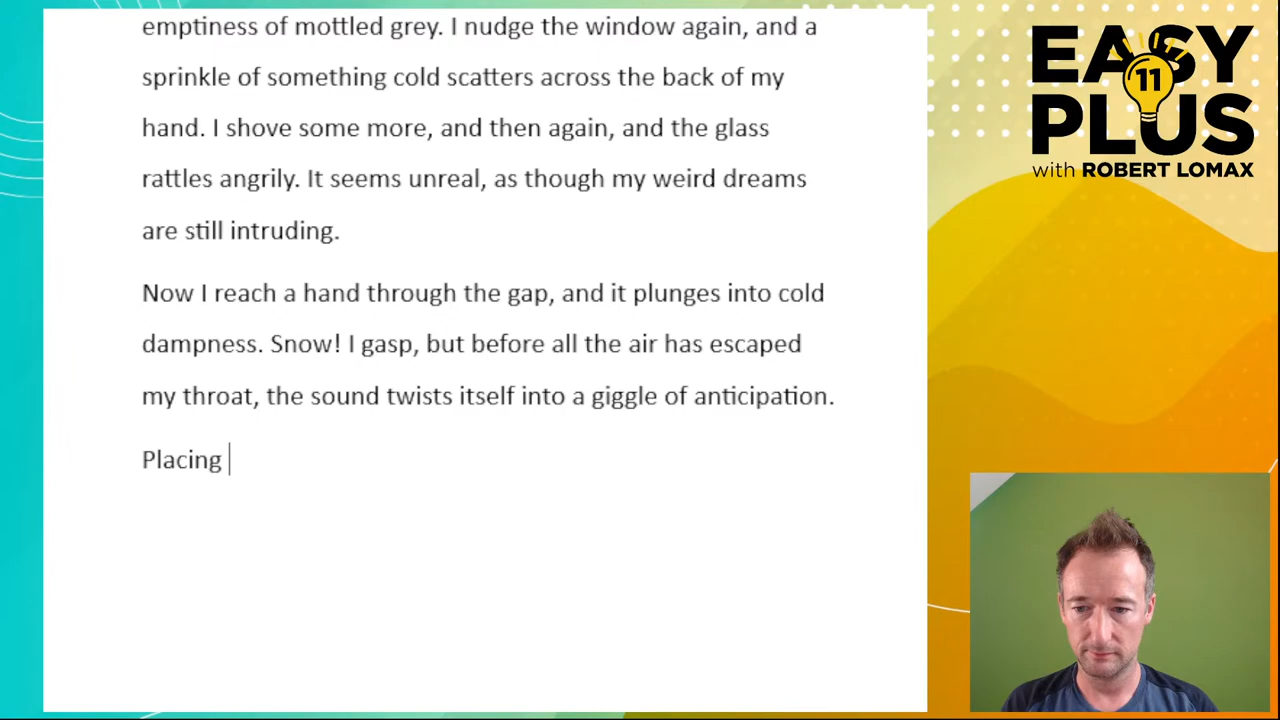 emptiness of mottled grey. I nudge the window again, and a
sprinkle of something cold scatters across the back of my
hand. I shove some more, and then again, and the glass
rattles angrily. It seems unreal, as though my weird dreams
are still intruding.
Now I reach a hand through the gap, and it plunges into cold
dampness. Snow! I gasp, but before all the air has escaped
my throat, the sound twists itself into a giggle of anticipation.
Placing
EASY
11
PLUS
with ROBERT LOMAX